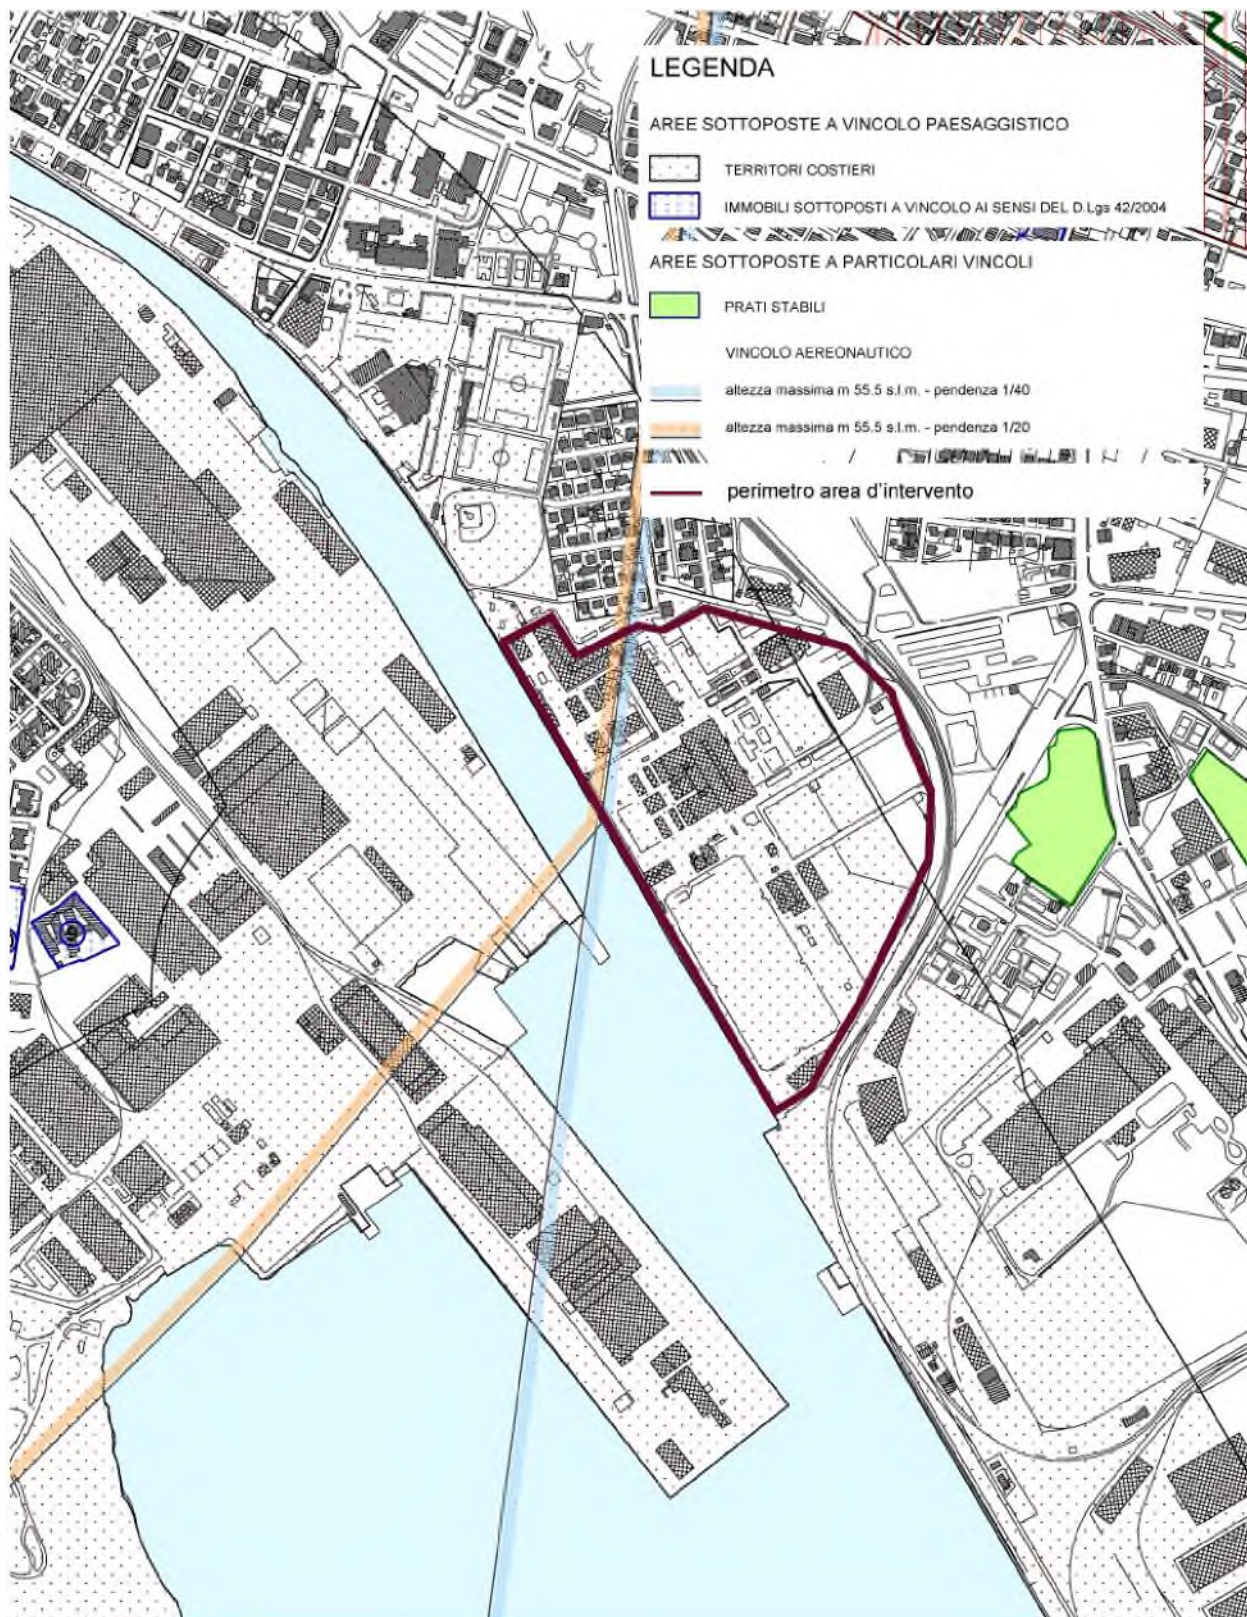 LEGENDA
AREE SOTTOPOSTE A VINCOLO PAESAGGISTICO
TERRITORI COSTIERI
IMMOBILI SOTTOPOSTI A VINCOLO AI SENSI DEL D.Lgs 42/2004
AREE SOTTOPOSTE A PARTICOLARI VINCOLI
PRATI STABILI
VINCOLO AEREONAUTICO
altezza massima m 55.5 s.l.m. - pendenza 1/40
altezza massima m 55.5 s.l.m. - pendenza 1/20
perimetro area d'intervento